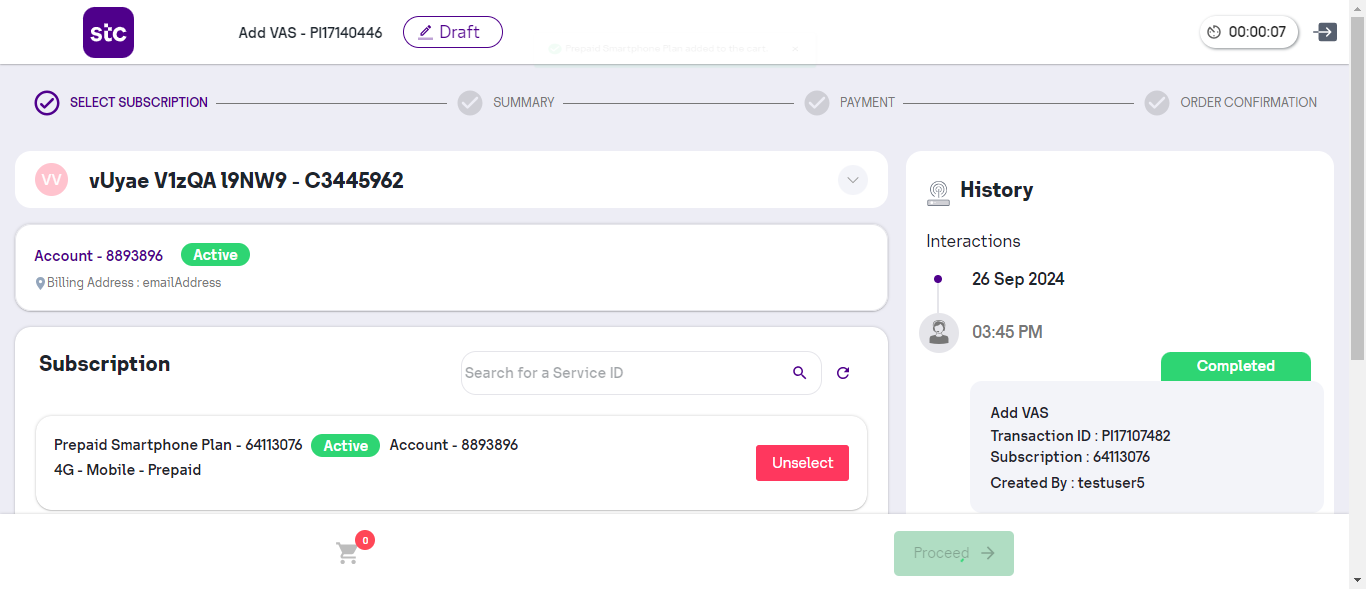 stc
Add VAS - PI17140446
Draft
Prepaid Smartphone Plan added to the cart
00:00:07
SELECT SUBSCRIPTION
SUMMARY
PAYMENT
ORDER CONFIRMATION
VV
vUyae V1zQA l9NW9 - C3445962
Account - 8893896 Active
Billing Address : emailAddress
Subscription
Search for a Service ID
Prepaid Smartphone Plan - 64113076 Active Account - 8893896
4G - Mobile - Prepaid
Unselect
History
Interactions
26 Sep 2024
03:45 PM
Completed
Add VAS
Transaction ID : PI17107482
Subscription : 64113076
Created By : testuser5
0
Proceed